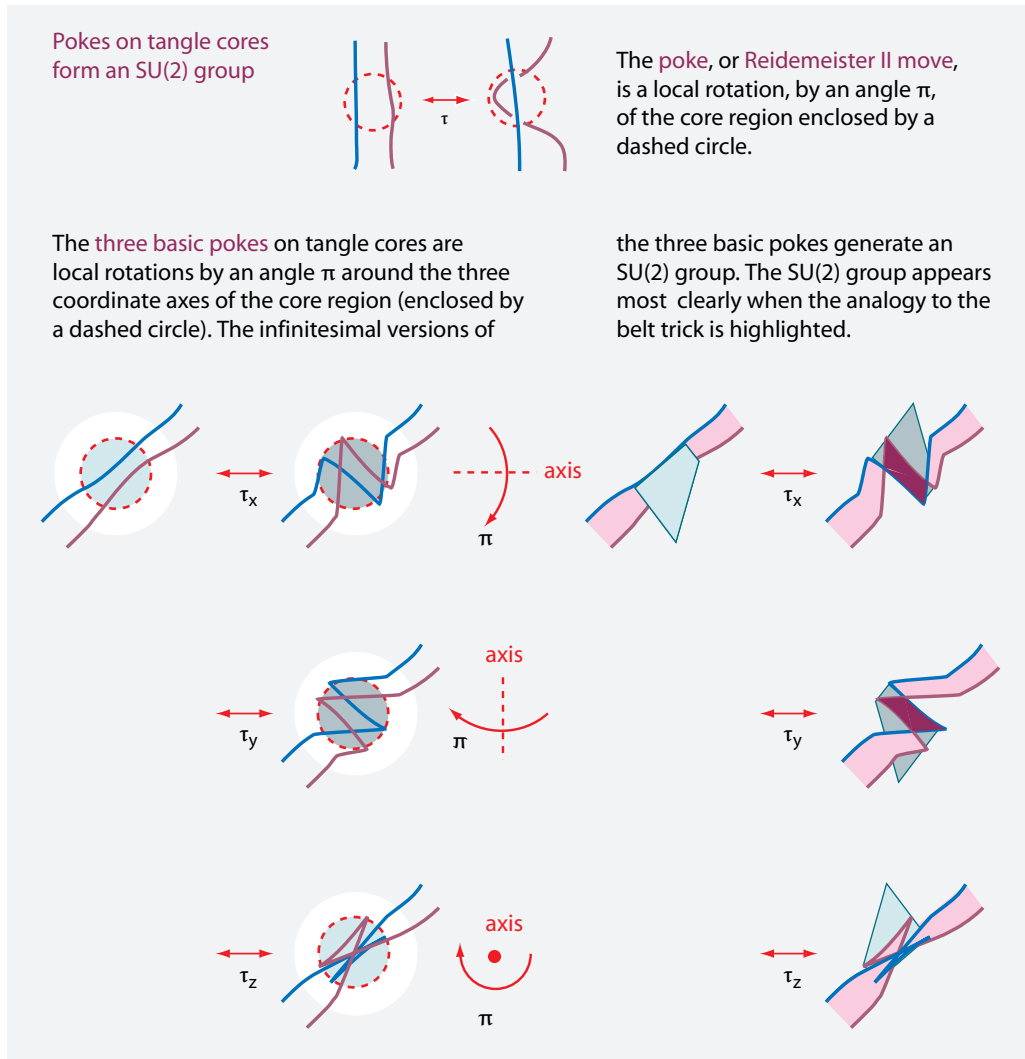 Pokes on tangle cores
form an SU(2) group
τ
The poke, or Reidemeister II move,
is a local rotation, by an angle π,
of the core region enclosed by a
dashed circle.
The three basic pokes on tangle cores are
local rotations by an angle π around the three
coordinate axes of the core region (enclosed by
a dashed circle). The infinitesimal versions of
the three basic pokes generate an
SU(2) group. The SU(2) group appears
most clearly when the analogy to the
belt trick is highlighted.
τx
axis
π
τx
τy
axis
π
τy
τz
axis
π
τz